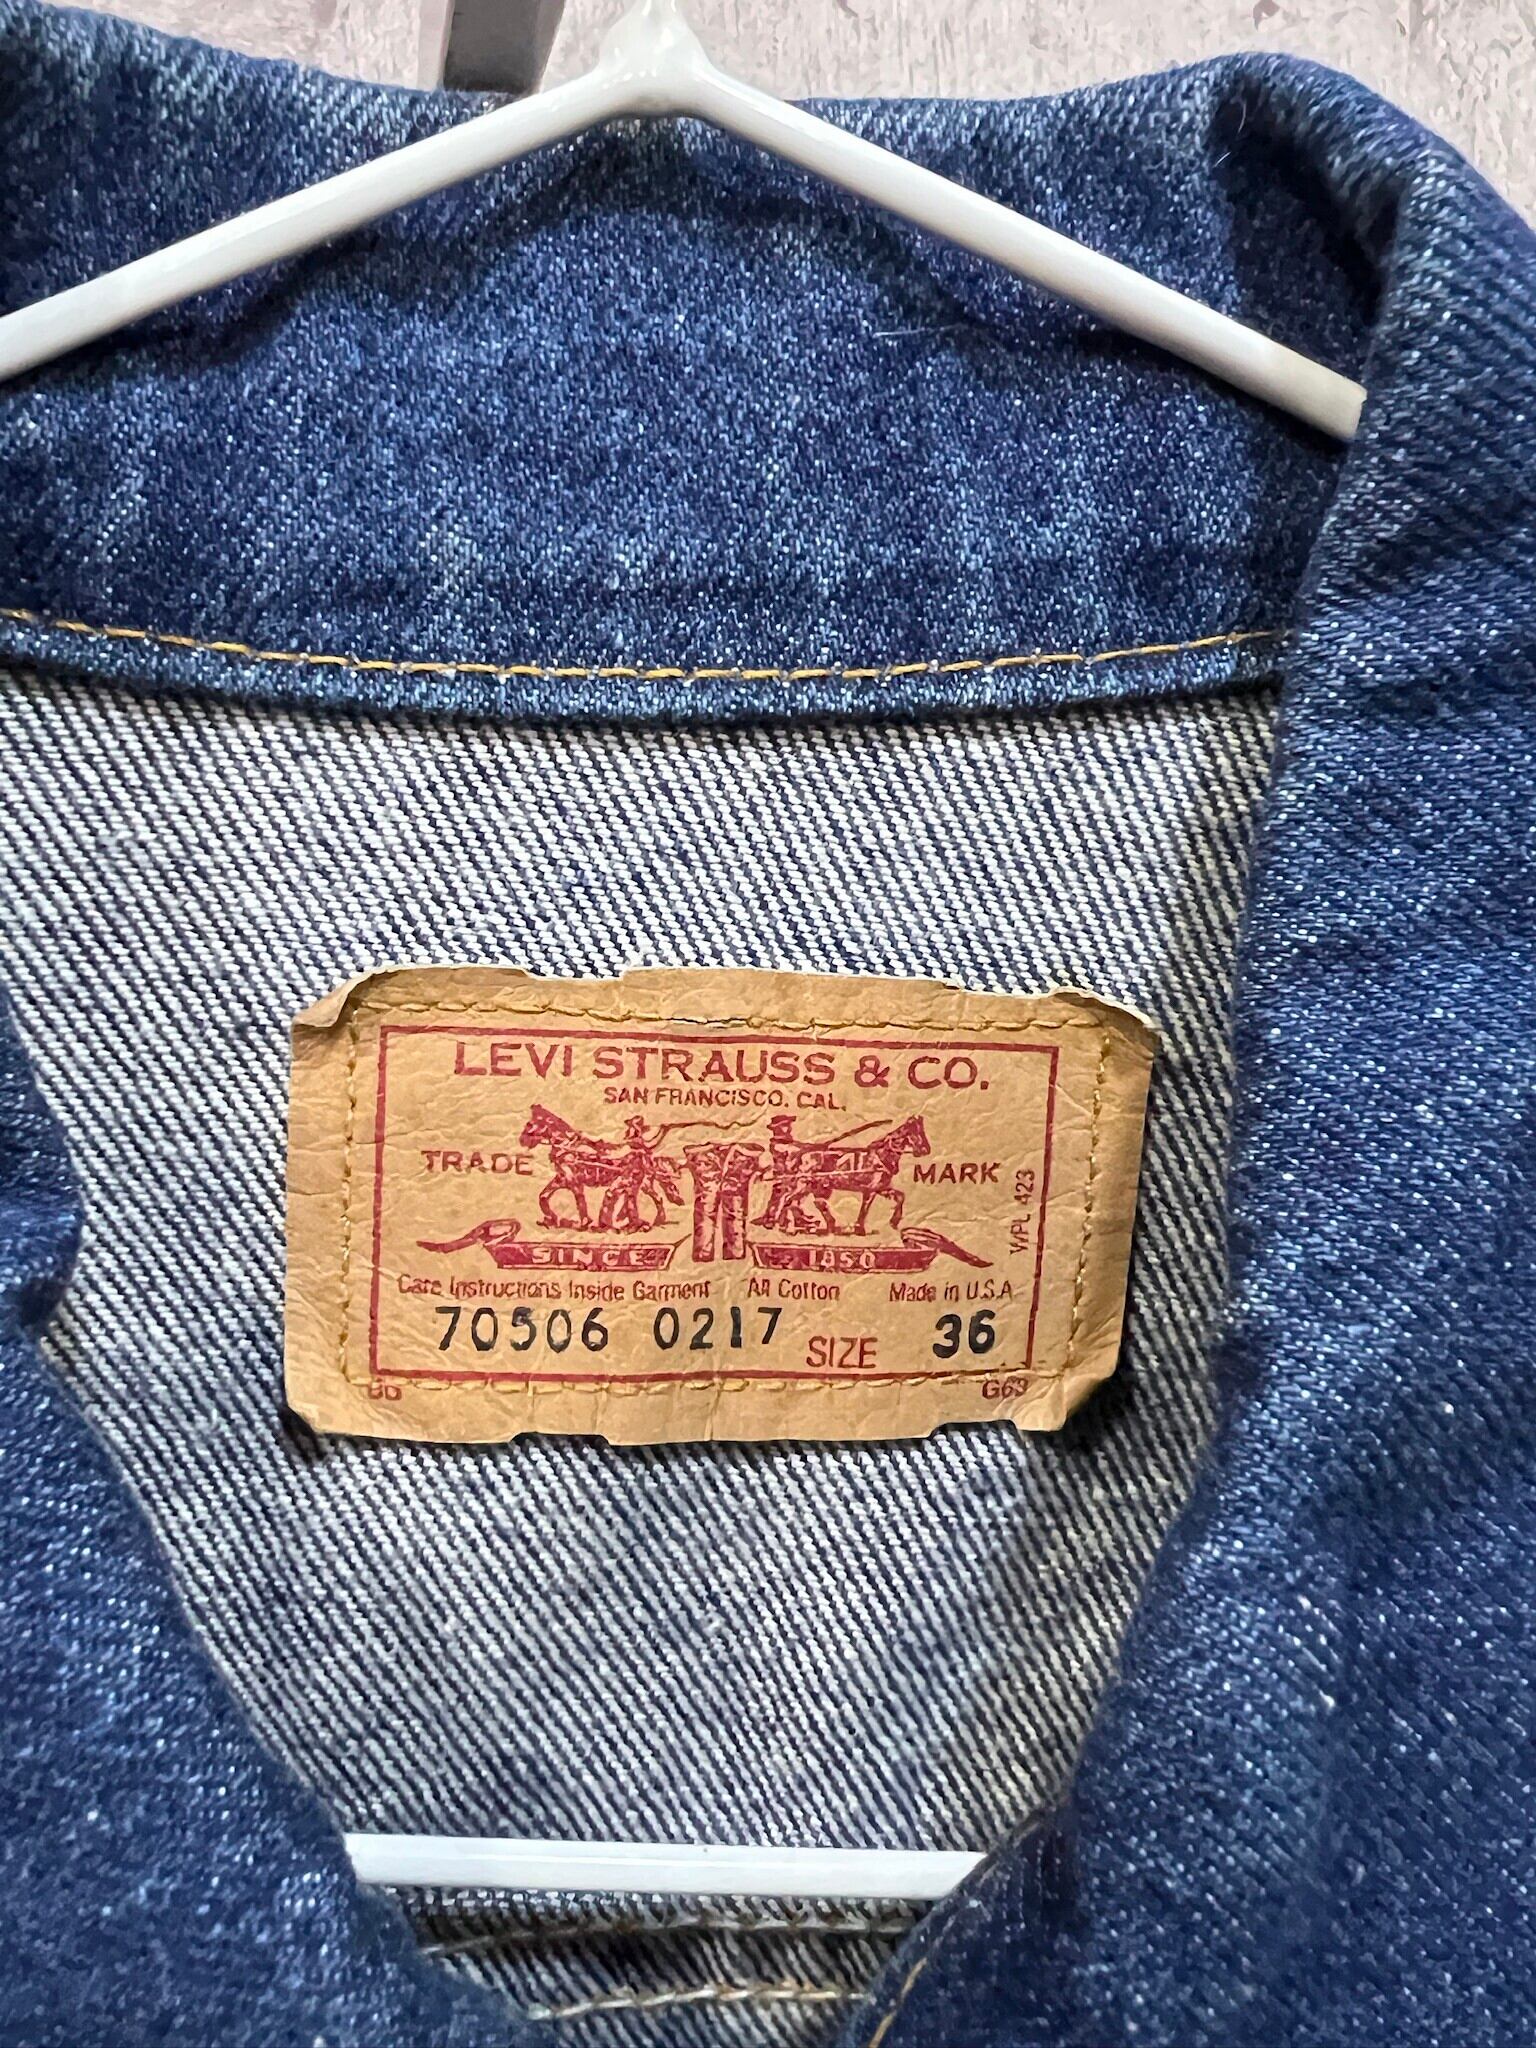 LEVI STRAUSS & CO.
SAN FRANCISCO, CAL.
TRADE MARK
SINCE 1850
Care Instructions Inside Garment All Cotton Made in U.S.A
70506 0217 SIZE 36
WPL 423